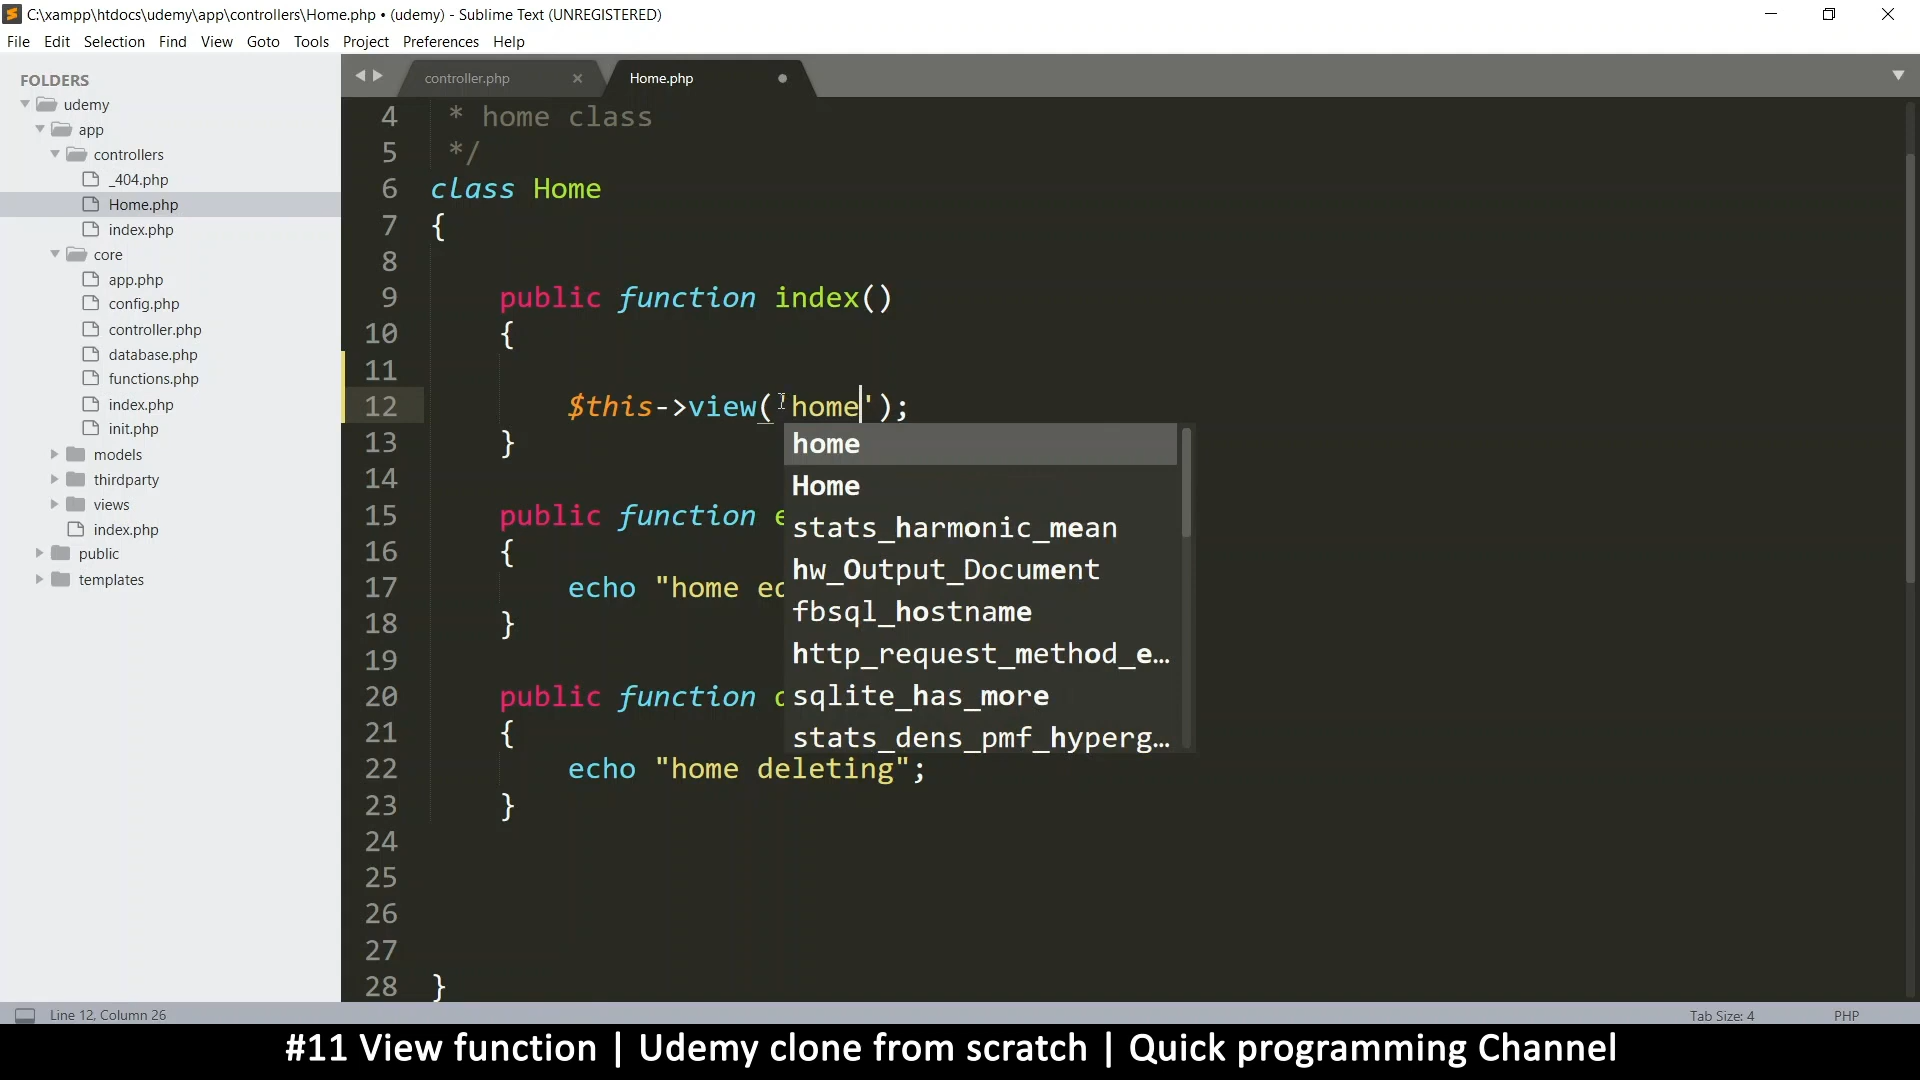 C:\xampp\htdocs\udemy\app\controllers\Home.php • (udemy) - Sublime Text (UNREGISTERED)
File Edit Selection Find View Goto Tools Project Preferences Help
FOLDERS
udemy
app
controllers
_404.php
Home.php
index.php
core
app.php
config.php
controller.php
database.php
functions.php
index.php
init.php
models
thirdparty
views
index.php
public
templates
controller.php × Home.php •
4 * home class
5 */
6 class Home
7 {
8
9 public function index()
10 {
11
12 $this->view('home');
13 }
14
15 public function e
16 {
17 echo "home ed
18 }
19
20 public function d
21 {
22 echo "home deleting";
23 }
24
25
26
27
28 }
home
Home
stats_harmonic_mean
hw_Output_Document
fbsql_hostname
http_request_method_e…
sqlite_has_more
stats_dens_pmf_hyperg…
Line 12, Column 26 Tab Size: 4 PHP
#11 View function | Udemy clone from scratch | Quick programming Channel